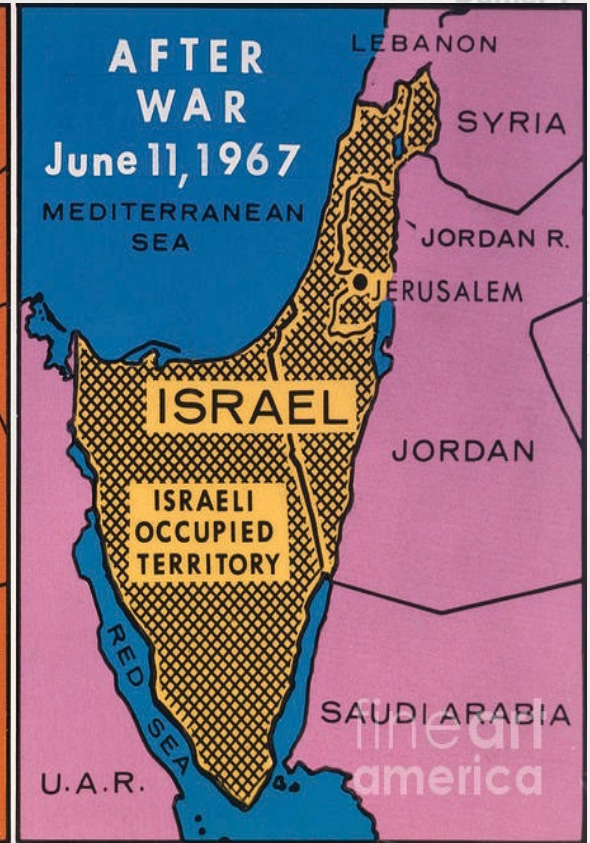 AFTER
WAR
June 11, 1967
LEBANON
SYRIA
MEDITERRANEAN
SEA
JORDAN R.
JERUSALEM
ISRAEL
JORDAN
ISRAELI
OCCUPIED
TERRITORY
RED SEA
SAUDI ARABIA
U.A.R.
fineart
america